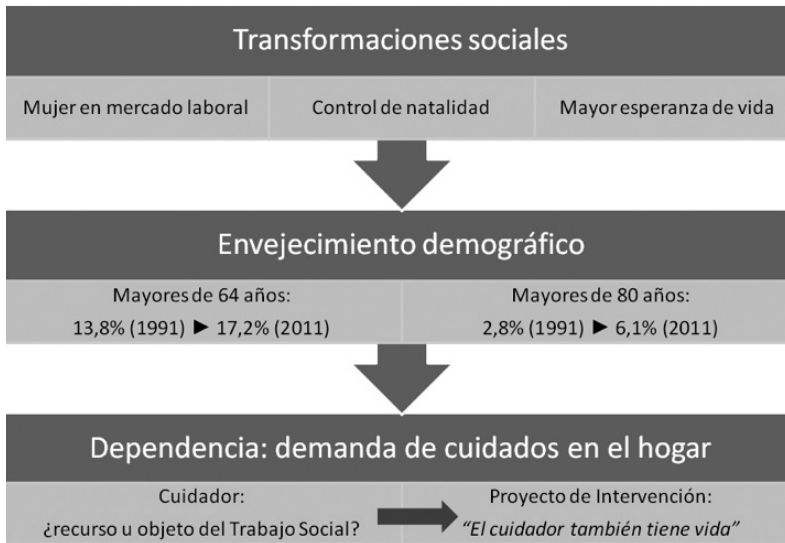 Transformaciones sociales
Mujer en mercado laboral
Control de natalidad
Mayor esperanza de vida
Envejecimiento demográfico
Mayores de 64 años:
13,8% (1991) ► 17,2% (2011)
Mayores de 80 años:
2,8% (1991) ► 6,1% (2011)
Dependencia: demanda de cuidados en el hogar
Cuidador:
¿recurso u objeto del Trabajo Social?
Proyecto de Intervención:
“El cuidador también tiene vida”